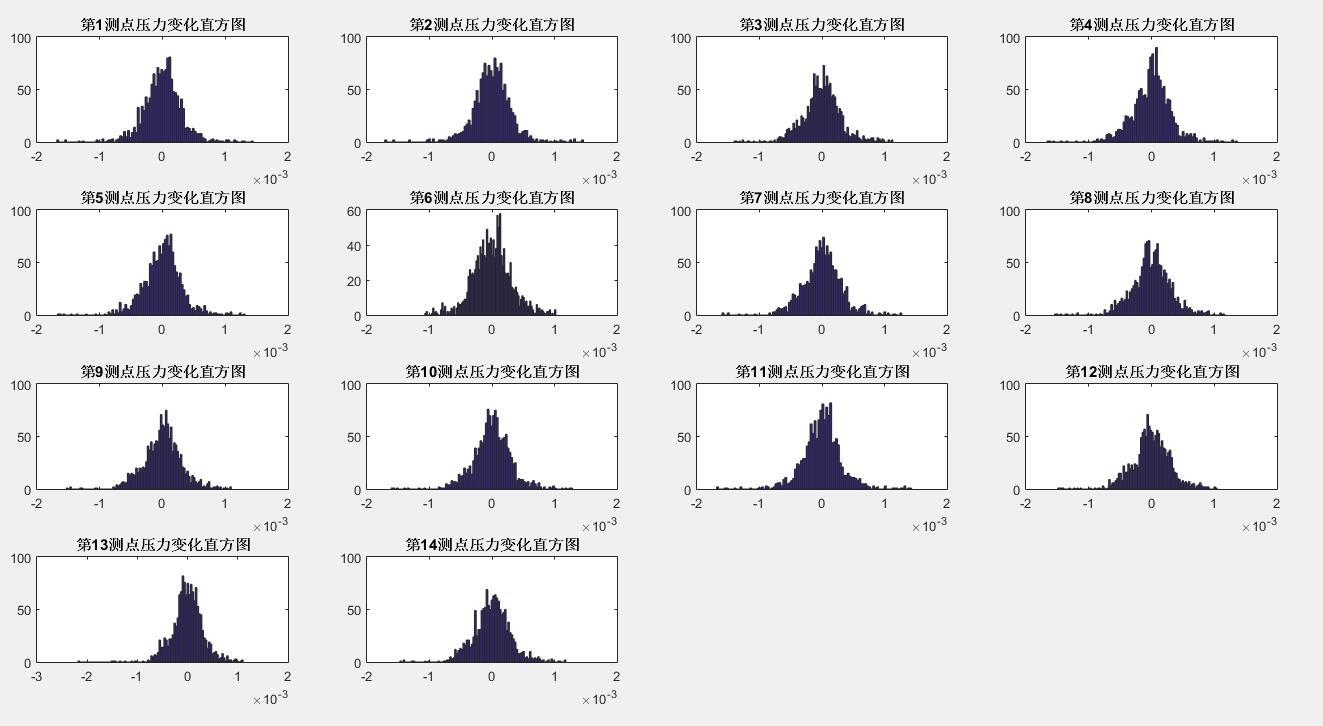 第1测点压力变化直方图
第2测点压力变化直方图
第3测点压力变化直方图
第4测点压力变化直方图
100
50
0
-2 -1 0 1 2
×10-3
100
50
0
-2 -1 0 1 2
×10-3
100
50
0
-2 -1 0 1 2
×10-3
100
50
0
-2 -1 0 1 2
×10-3
第5测点压力变化直方图
第6测点压力变化直方图
第7测点压力变化直方图
第8测点压力变化直方图
100
50
0
-2 -1 0 1 2
×10-3
60
40
20
0
-2 -1 0 1 2
×10-3
100
50
0
-2 -1 0 1 2
×10-3
100
50
0
-2 -1 0 1 2
×10-3
第9测点压力变化直方图
第10测点压力变化直方图
第11测点压力变化直方图
第12测点压力变化直方图
100
50
0
-2 -1 0 1 2
×10-3
100
50
0
-2 -1 0 1 2
×10-3
100
50
0
-2 -1 0 1 2
×10-3
100
50
0
-2 -1 0 1 2
×10-3
第13测点压力变化直方图
第14测点压力变化直方图
100
50
0
-3 -2 -1 0 1 2
×10-3
100
50
0
-2 -1 0 1 2
×10-3